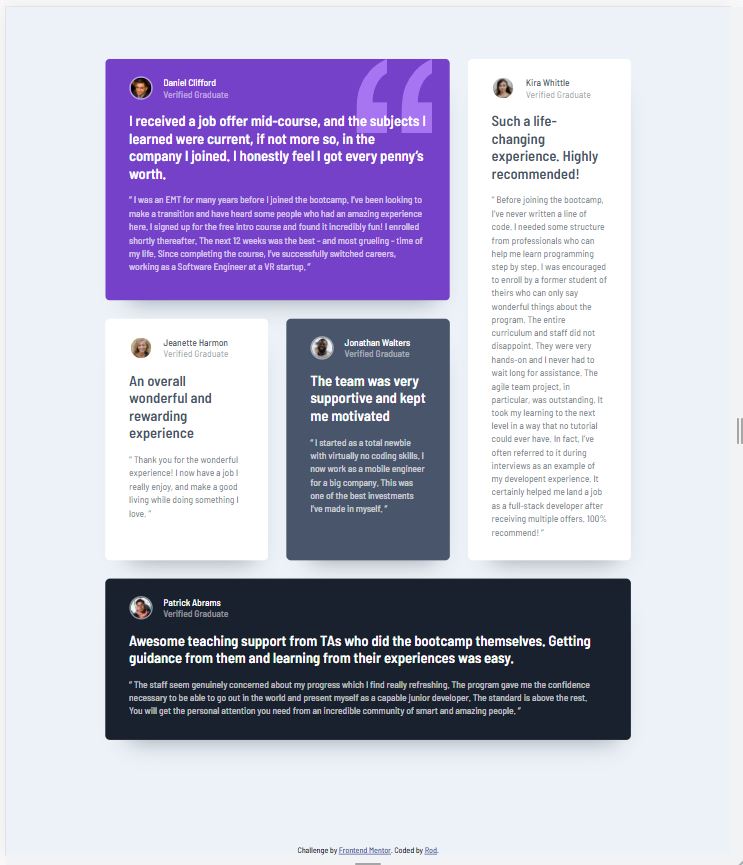 Daniel Clifford
Verified Graduate
I received a job offer mid-course, and the subjects I
learned were current, if not more so, in the
company I joined. I honestly feel I got every penny’s
worth.
“ I was an EMT for many years before I joined the bootcamp. I’ve been looking to
make a transition and have heard some people who had an amazing experience
here. I signed up for the free intro course and found it incredibly fun! I enrolled
shortly thereafter. The next 12 weeks was the best – and most grueling – time of
my life. Since completing the course, I’ve successfully switched careers,
working as a Software Engineer at a VR startup. ”
Kira Whittle
Verified Graduate
Such a life-
changing
experience. Highly
recommended!
“ Before joining the bootcamp,
I’ve never written a line of
code. I needed some structure
from professionals who can
help me learn programming
step by step. I was encouraged
to enroll by a former student of
theirs who can only say
wonderful things about the
program. The entire
curriculum and staff did not
disappoint. They were very
hands-on and I never had to
wait long for assistance. The
agile team project, in
particular, was outstanding. It
took my learning to the next
level in a way that no tutorial
could ever have. In fact, I’ve
often referred to it during
interviews as an example of
my developent experience. It
certainly helped me land a job
as a full-stack developer after
receiving multiple offers. 100%
recommend! ”
Jeanette Harmon
Verified Graduate
An overall
wonderful and
rewarding
experience
“ Thank you for the wonderful
experience! I now have a job I
really enjoy, and make a good
living while doing something I
love. ”
Jonathan Walters
Verified Graduate
The team was very
supportive and kept
me motivated
“ I started as a total newbie
with virtually no coding skills. I
now work as a mobile engineer
for a big company. This was
one of the best investments
I’ve made in myself. ”
Patrick Abrams
Verified Graduate
Awesome teaching support from TAs who did the bootcamp themselves. Getting
guidance from them and learning from their experiences was easy.
“ The staff seem genuinely concerned about my progress which I find really refreshing. The program gave me the confidence
necessary to be able to go out in the world and present myself as a capable junior developer. The standard is above the rest.
You will get the personal attention you need from an incredible community of smart and amazing people. ”
Challenge by Frontend Mentor. Coded by Rod.